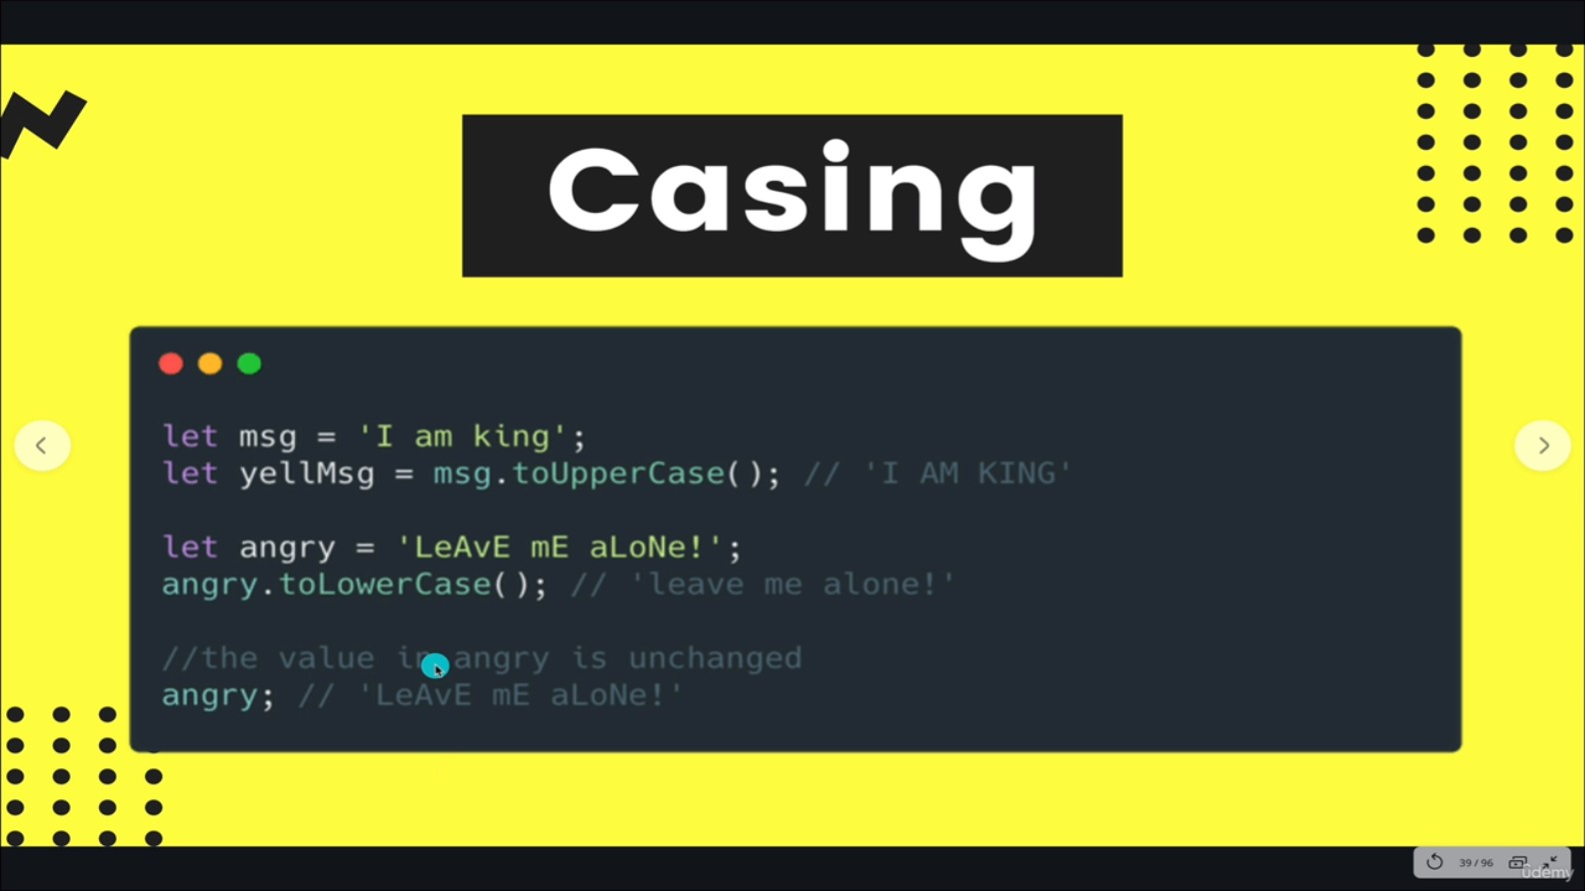 Casing
let msg = 'I am king';
let yellMsg = msg.toUpperCase(); // 'I AM KING'
let angry = 'LeAvE mE aLoNe!';
angry.toLowerCase(); // 'leave me alone!'
//the value in angry is unchanged
angry; // 'LeAvE mE aLoNe!'
39 / 96
ûdemy